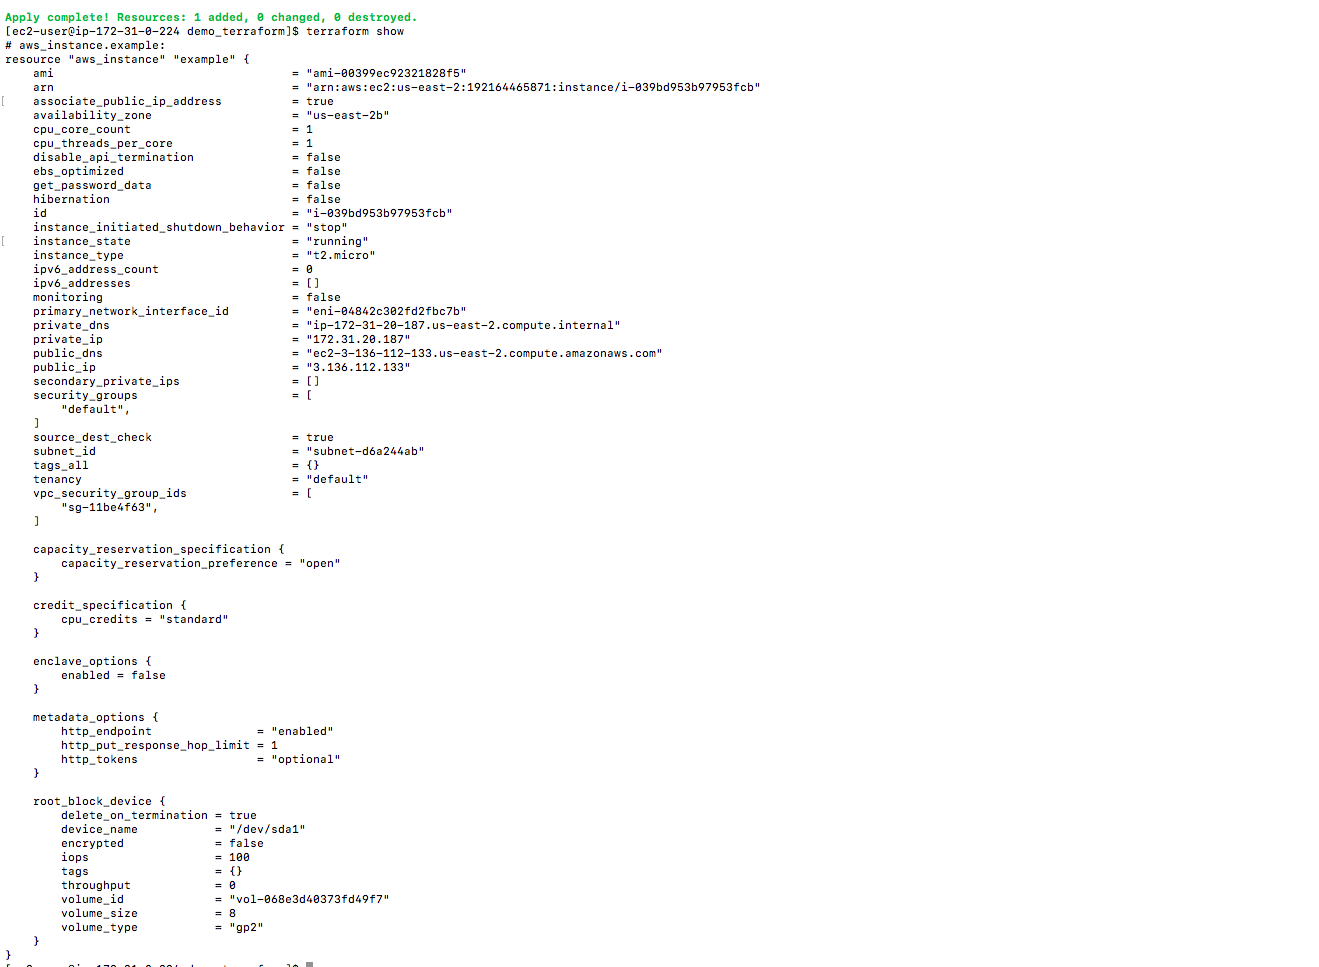 Apply complete! Resources: 1 added, 0 changed, 0 destroyed.
[ec2-user@ip-172-31-0-224 demo_terraform]$ terraform show
# aws_instance.example:
resource "aws_instance" "example" {
    ami                                  = "ami-00399ec92321828f5"
    arn                                  = "arn:aws:ec2:us-east-2:192164465871:instance/i-039bd953b97953fcb"
[   associate_public_ip_address          = true
    availability_zone                    = "us-east-2b"
    cpu_core_count                       = 1
    cpu_threads_per_core                 = 1
    disable_api_termination              = false
    ebs_optimized                        = false
    get_password_data                    = false
    hibernation                          = false
    id                                   = "i-039bd953b97953fcb"
    instance_initiated_shutdown_behavior = "stop"
[   instance_state                       = "running"
    instance_type                        = "t2.micro"
    ipv6_address_count                   = 0
    ipv6_addresses                       = []
    monitoring                           = false
    primary_network_interface_id         = "eni-04842c302fd2fbc7b"
    private_dns                          = "ip-172-31-20-187.us-east-2.compute.internal"
    private_ip                           = "172.31.20.187"
    public_dns                           = "ec2-3-136-112-133.us-east-2.compute.amazonaws.com"
    public_ip                            = "3.136.112.133"
    secondary_private_ips                = []
    security_groups                      = [
        "default",
    ]
    source_dest_check                    = true
    subnet_id                            = "subnet-d6a244ab"
    tags_all                             = {}
    tenancy                              = "default"
    vpc_security_group_ids               = [
        "sg-11be4f63",
    ]

    capacity_reservation_specification {
        capacity_reservation_preference = "open"
    }

    credit_specification {
        cpu_credits = "standard"
    }

    enclave_options {
        enabled = false
    }

    metadata_options {
        http_endpoint               = "enabled"
        http_put_response_hop_limit = 1
        http_tokens                 = "optional"
    }

    root_block_device {
        delete_on_termination = true
        device_name           = "/dev/sda1"
        encrypted             = false
        iops                  = 100
        tags                  = {}
        throughput            = 0
        volume_id             = "vol-068e3d40373fd49f7"
        volume_size           = 8
        volume_type           = "gp2"
    }
}